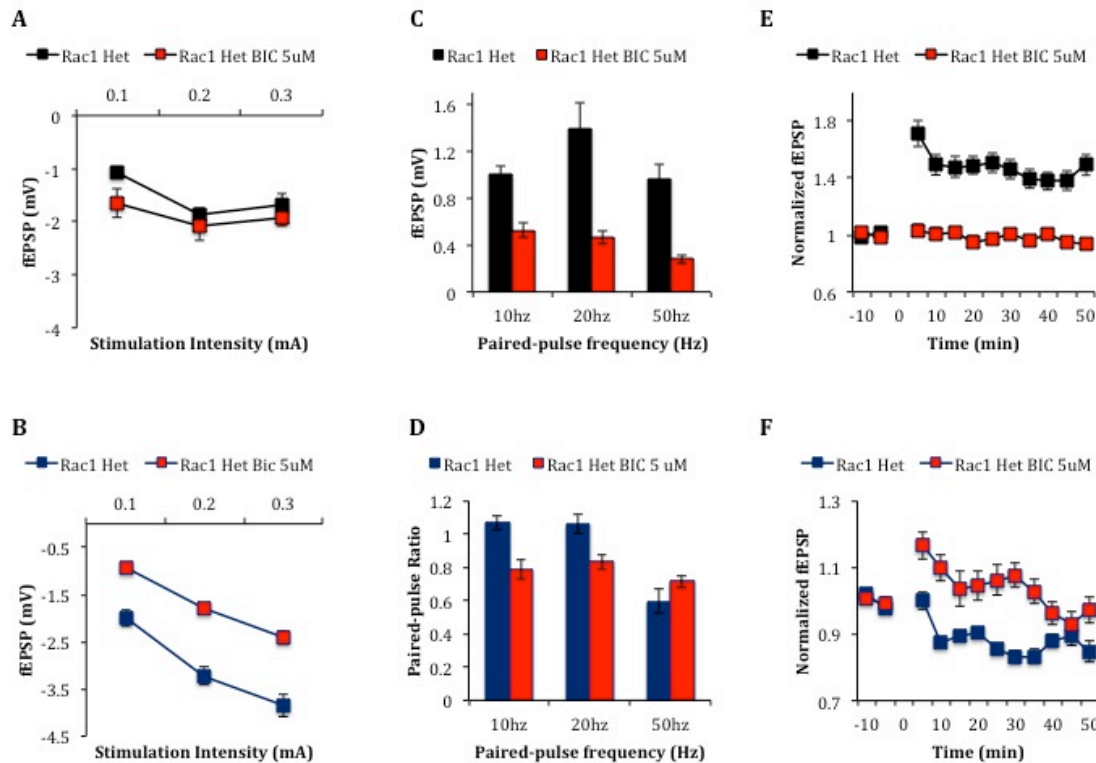 A
Rac1 Het Rac1 Het BIC 5uM
0.1 0.2 0.3
0
-1
-2
-3
-4
fEPSP (mV)
Stimulation Intensity (mA)
C
Rac1 Het Rac1 Het BIC 5uM
1.6
1.2
0.8
0.4
0
fEPSP (mV)
10hz 20hz 50hz
Paired-pulse frequency (Hz)
E
Rac1 Het Rac1 Het BIC 5uM
1.8
1.4
1
0.6
Normalized fEPSP
-10 0 10 20 30 40 50
Time (min)
B
Rac1 Het Rac1 Het Bic 5uM
0.1 0.2 0.3
-0.5
-1.5
-2.5
-3.5
-4.5
fEPSP (mV)
Stimulation Intensity (mA)
D
Rac1 Het Rac1 Het BIC 5 uM
1.2
1
0.8
0.6
0.4
0.2
0
Paired-pulse Ratio
10hz 20hz 50hz
Paired-pulse frequency (Hz)
F
Rac1 Het Rac1 Het BIC 5 uM
1.3
1.1
0.9
0.7
Normalized fEPSP
-10 0 10 20 30 40 50
Time (min)